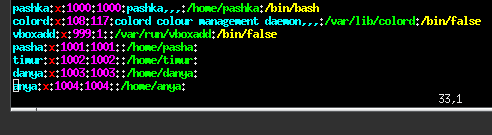 pashka:x:1000:1000:pashka,,,:/home/pashka:/bin/bash
colord:x:108:117:colord colour management daemon,,,:/var/lib/colord:/bin/false
vboxadd:x:999:1::/var/run/vboxadd:/bin/false
pasha:x:1001:1001::/home/pasha:
timur:x:1002:1002::/home/timur:
danya:x:1003:1003::/home/danya:
anya:x:1004:1004::/home/anya:
33,1